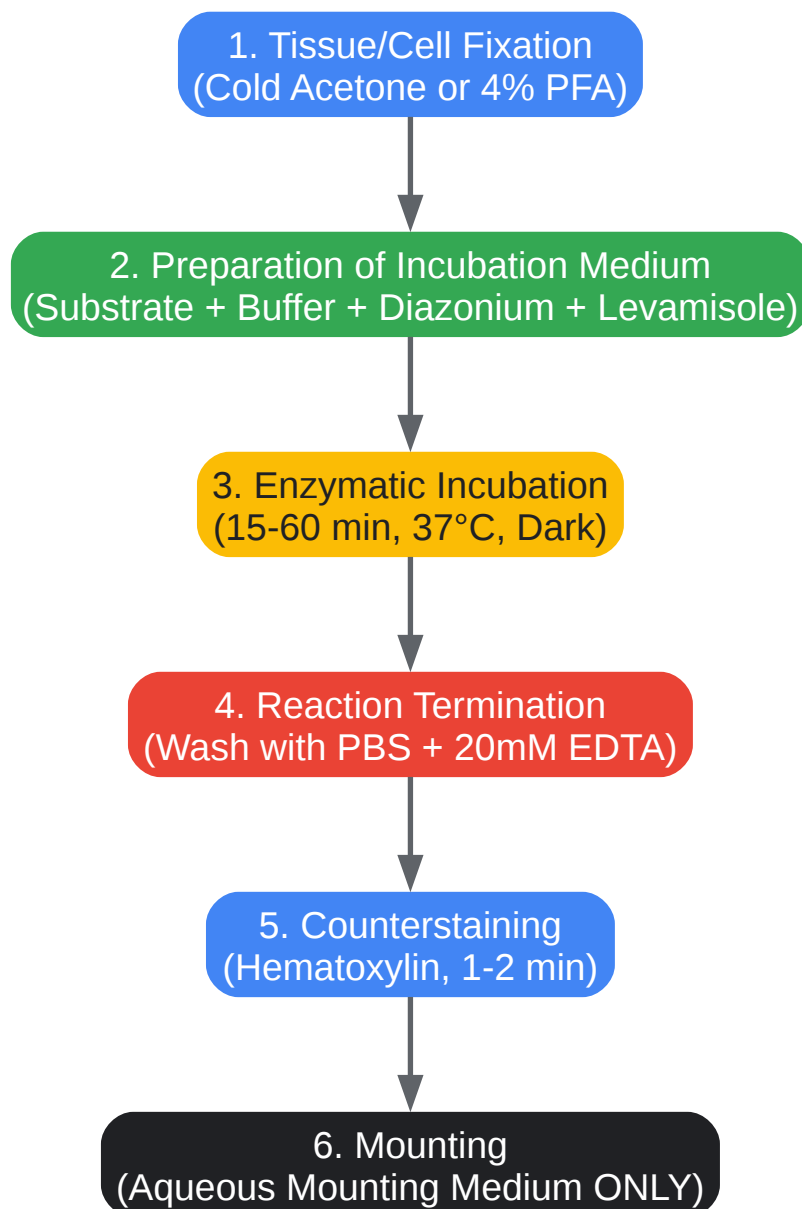 1. Tissue/Cell Fixation
(Cold Acetone or 4% PFA)
2. Preparation of Incubation Medium
(Substrate + Buffer + Diazonium + Levamisole)
3. Enzymatic Incubation
(15-60 min, 37°C, Dark)
4. Reaction Termination
(Wash with PBS + 20mM EDTA)
5. Counterstaining
(Hematoxylin, 1-2 min)
6. Mounting
(Aqueous Mounting Medium ONLY)